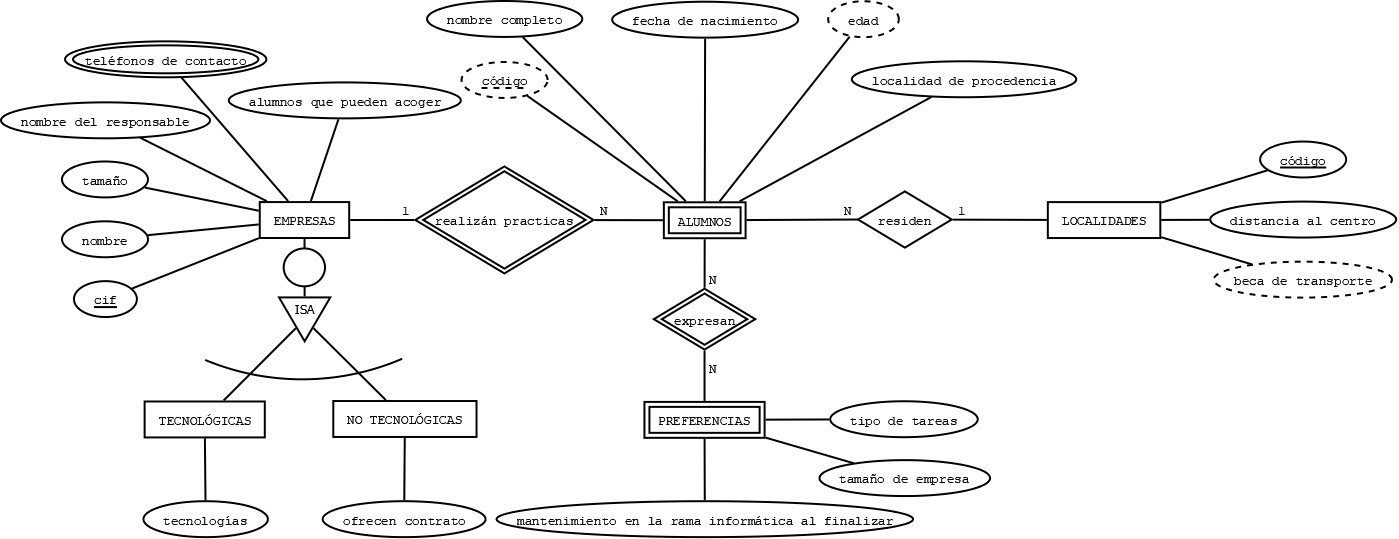 nombre completo
fecha de nacimiento
edad
teléfonos de contacto
código
localidad de procedencia
alumnos que pueden acoger
nombre del responsable
tamaño
código
EMPRESAS
1
realizán practicas
N
ALUMNOS
N
residen
1
LOCALIDADES
distancia al centro
nombre
beca de transporte
cif
N
ISA
expresan
N
TECNOLÓGICAS
NO TECNOLÓGICAS
PREFERENCIAS
tipo de tareas
tamaño de empresa
tecnologías
ofrecen contrato
mantenimiento en la rama informática al finalizar